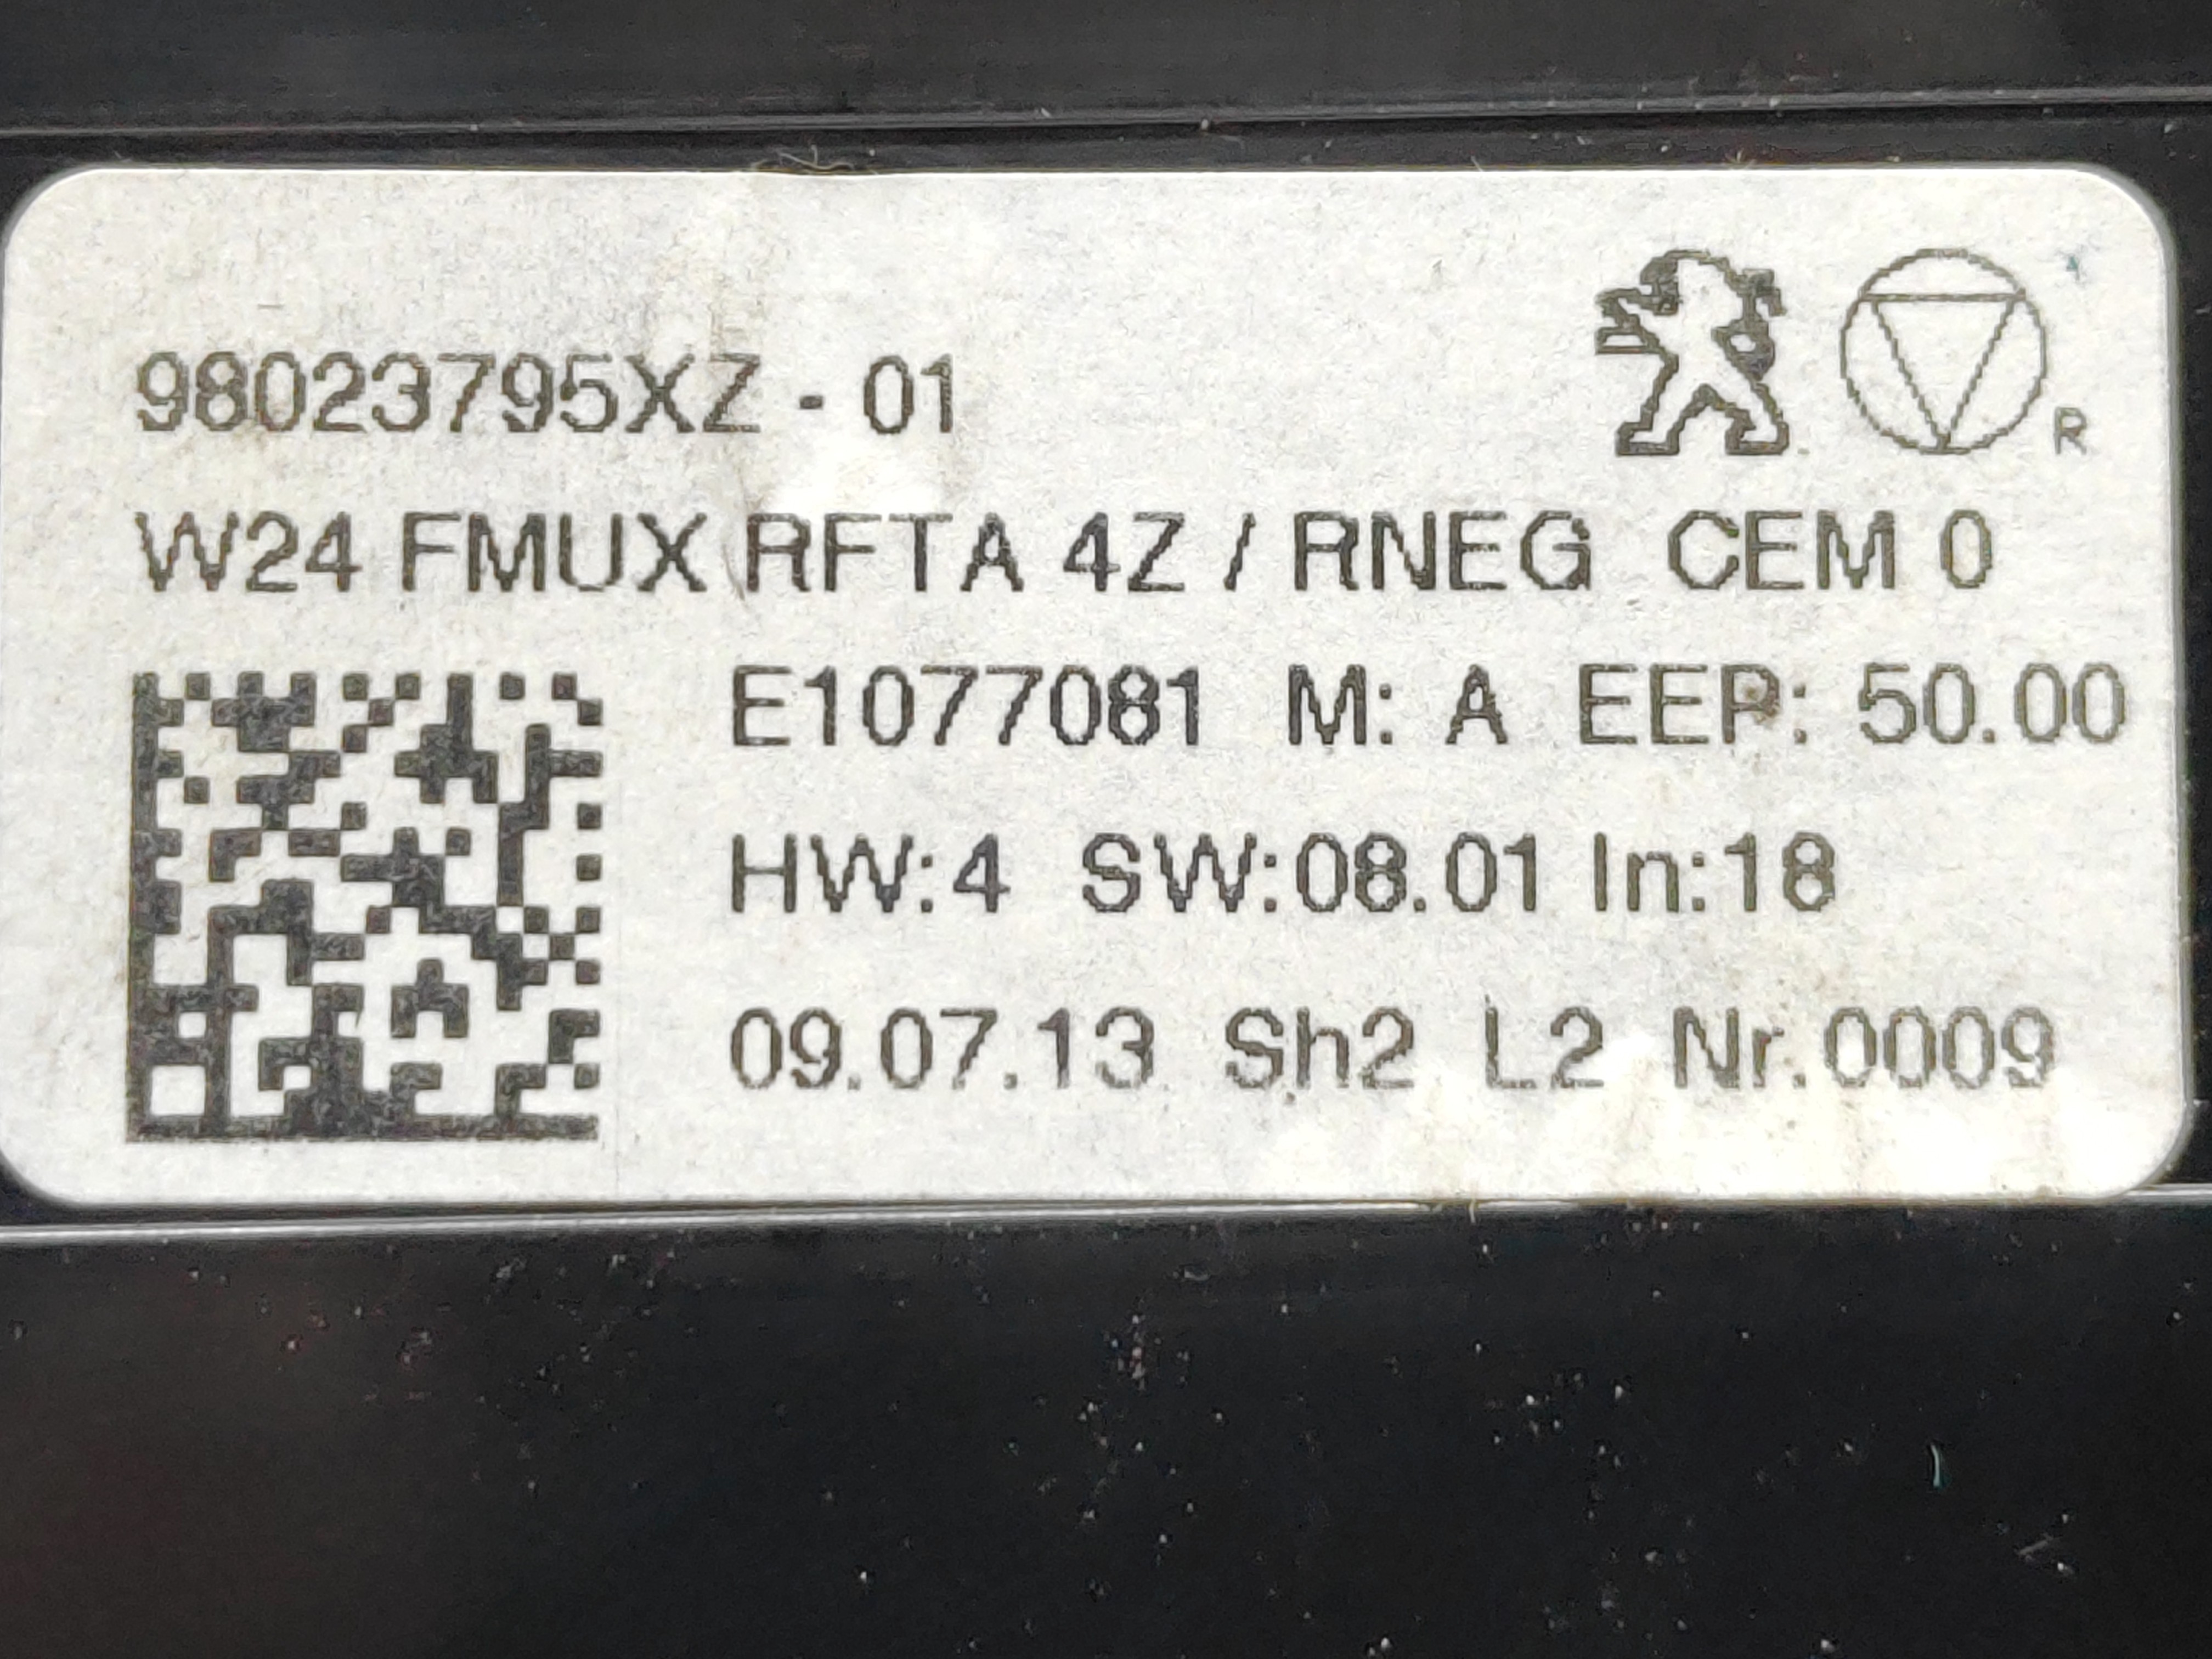 98023795XZ - 01
R
W24 FMUX RFTA 4Z / RNEG CEM 0
E1077081 M: A EEP: 50.00
HW:4 SW:08.01 In:18
09.07.13 Sh2 L2 Nr.0009